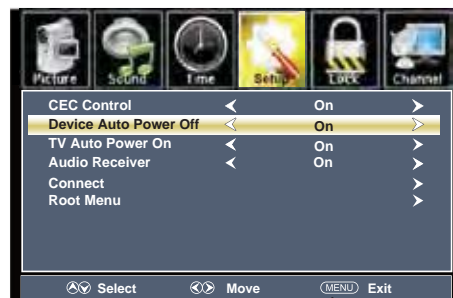 Picture Sound Time Setup Lock Channel
CEC Control On
Device Auto Power Off On
TV Auto Power On On
Audio Receiver On
Connect
Root Menu
Select Move MENU Exit